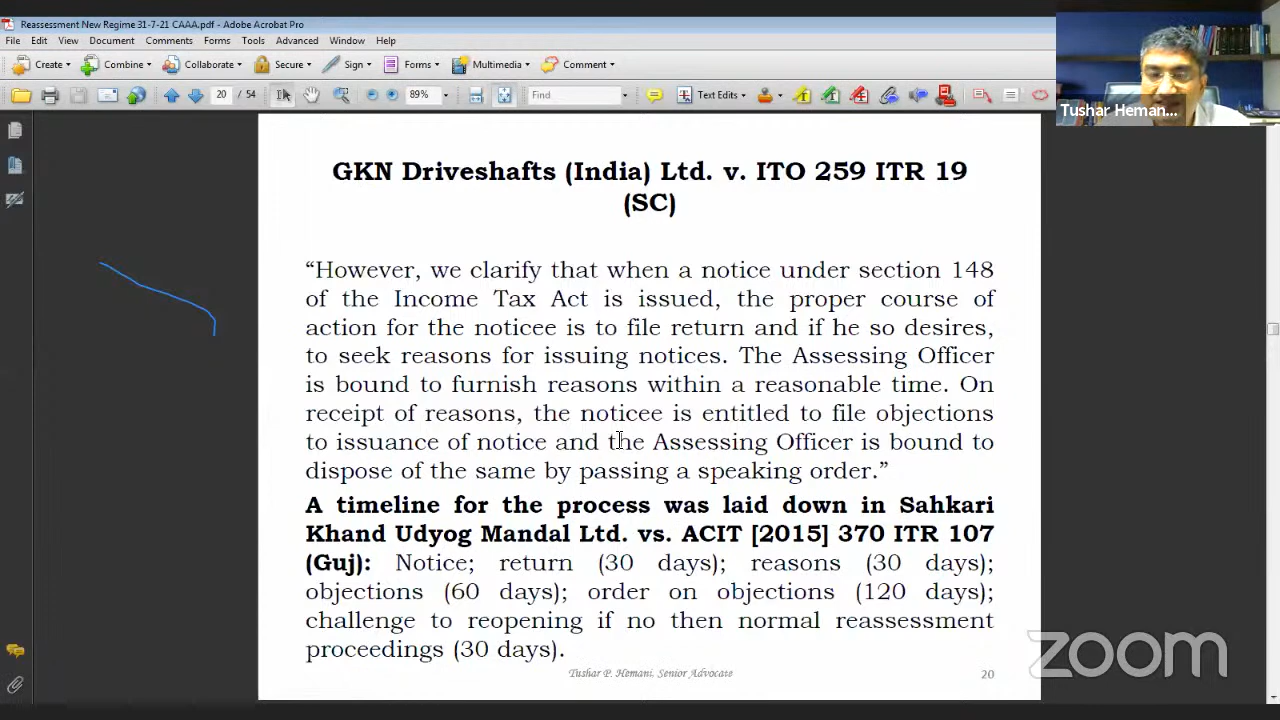 Reassessment New Regime 31-7-21 CAAA.pdf - Adobe Acrobat Pro
File Edit View Document Comments Forms Tools Advanced Window Help
Create Combine Collaborate Secure Sign Forms Multimedia Comment
20 / 54 89% Find Text Edits
Tushar Heman...
GKN Driveshafts (India) Ltd. v. ITO 259 ITR 19
(SC)
“However, we clarify that when a notice under section 148
of the Income Tax Act is issued, the proper course of
action for the noticee is to file return and if he so desires,
to seek reasons for issuing notices. The Assessing Officer
is bound to furnish reasons within a reasonable time. On
receipt of reasons, the noticee is entitled to file objections
to issuance of notice and the Assessing Officer is bound to
dispose of the same by passing a speaking order.”
A timeline for the process was laid down in Sahkari
Khand Udyog Mandal Ltd. vs. ACIT [2015] 370 ITR 107
(Guj): Notice; return (30 days); reasons (30 days);
objections (60 days); order on objections (120 days);
challenge to reopening if no then normal reassessment
proceedings (30 days).
Tushar P. Hemani, Senior Advocate
20
zoom